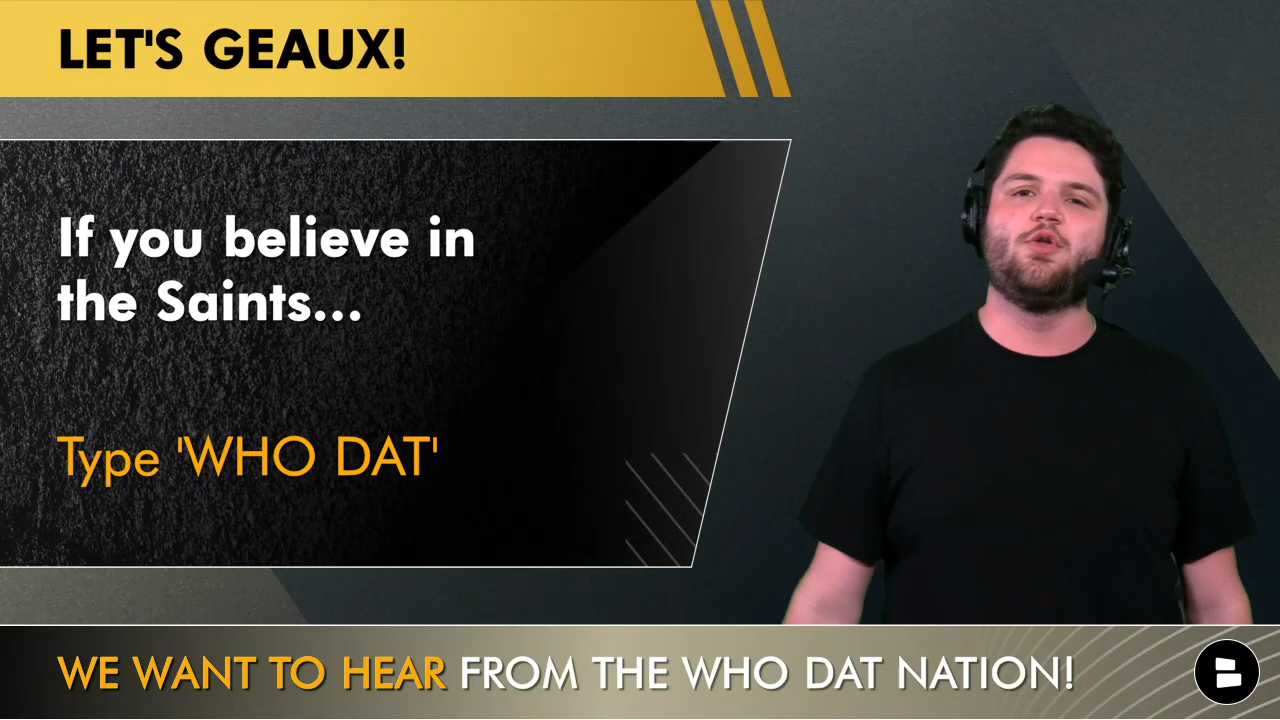 LET'S GEAUX!
If you believe in
the Saints...
Type 'WHO DAT'
WE WANT TO HEAR FROM THE WHO DAT NATION!